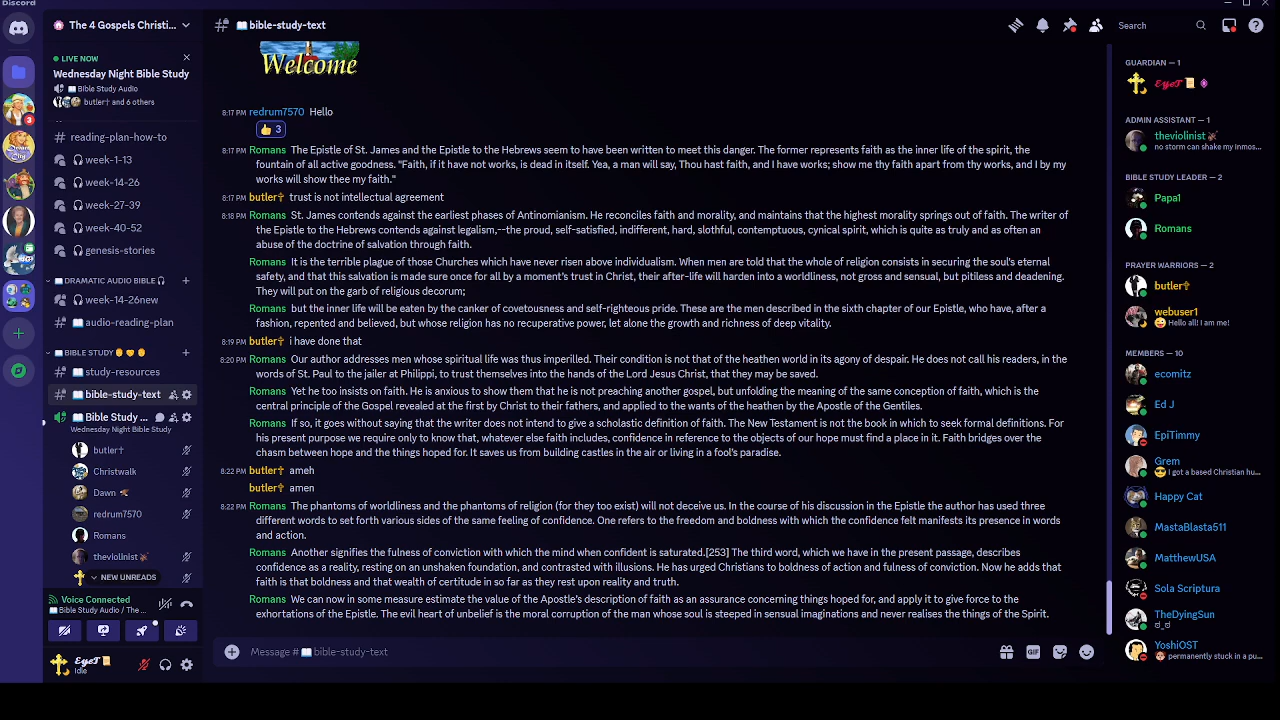 Discord
The 4 Gospels Christi...
LIVE NOW
Wednesday Night Bible Study
Bible Study Audio
butler✝ and 6 others
reading-plan-how-to
week-1-13
week-14-26
week-27-39
week-40-52
genesis-stories
DRAMATIC AUDIO BIBLE
week-14-26new
audio-reading-plan
BIBLE STUDY
study-resources
bible-study-text
Bible Study ...
Wednesday Night Bible Study
butler✝
Christwalk
Dawn
redrum7570
Romans
theviolinist
NEW UNREADS
Voice Connected
Bible Study Audio / The ...
EyeT
Idle
bible-study-text
Search
Welcome
8:17 PM redrum7570 Hello
3
8:17 PM Romans The Epistle of St. James and the Epistle to the Hebrews seem to have been written to meet this danger. The former represents faith as the inner life of the spirit, the
fountain of all active goodness. "Faith, if it have not works, is dead in itself. Yea, a man will say, Thou hast faith, and I have works; show me thy faith apart from thy works, and I by my
works will show thee my faith."
8:17 PM butler✝ trust is not intellectual agreement
8:18 PM Romans St. James contends against the earliest phases of Antinomianism. He reconciles faith and morality, and maintains that the highest morality springs out of faith. The writer of
the Epistle to the Hebrews contends against legalism,--the proud, self-satisfied, indifferent, hard, slothful, contemptuous, cynical spirit, which is quite as truly and as often an
abuse of the doctrine of salvation through faith.
Romans It is the terrible plague of those Churches which have never risen above individualism. When men are told that the whole of religion consists in securing the soul's eternal
safety, and that this salvation is made sure once for all by a moment's trust in Christ, their after-life will harden into a worldliness, not gross and sensual, but pitiless and deadening.
They will put on the garb of religious decorum;
Romans but the inner life will be eaten by the canker of covetousness and self-righteous pride. These are the men described in the sixth chapter of our Epistle, who have, after a
fashion, repented and believed, but whose religion has no recuperative power, let alone the growth and richness of deep vitality.
8:19 PM butler✝ i have done that
8:20 PM Romans Our author addresses men whose spiritual life was thus imperilled. Their condition is not that of the heathen world in its agony of despair. He does not call his readers, in the
words of St. Paul to the jailer at Philippi, to trust themselves into the hands of the Lord Jesus Christ, that they may be saved.
Romans Yet he too insists on faith. He is anxious to show them that he is not preaching another gospel, but unfolding the meaning of the same conception of faith, which is the
central principle of the Gospel revealed at the first by Christ to their fathers, and applied to the wants of the heathen by the Apostle of the Gentiles.
Romans If so, it goes without saying that the writer does not intend to give a scholastic definition of faith. The New Testament is not the book in which to seek formal definitions. For
his present purpose we require only to know that, whatever else faith includes, confidence in reference to the objects of our hope must find a place in it. Faith bridges over the
chasm between hope and the things hoped for. It saves us from building castles in the air or living in a fool's paradise.
8:22 PM butler✝ ameh
butler✝ amen
8:22 PM Romans The phantoms of worldliness and the phantoms of religion (for they too exist) will not deceive us. In the course of his discussion in the Epistle the author has used three
different words to set forth various sides of the same feeling of confidence. One refers to the freedom and boldness with which the confidence felt manifests its presence in words
and action.
Romans Another signifies the fulness of conviction with which the mind when confident is saturated.[253] The third word, which we have in the present passage, describes
confidence as a reality, resting on an unshaken foundation, and contrasted with illusions. He has urged Christians to boldness of action and fulness of conviction. Now he adds that
faith is that boldness and that wealth of certitude in so far as they rest upon reality and truth.
Romans We can now in some measure estimate the value of the Apostle's description of faith as an assurance concerning things hoped for, and apply it to give force to the
exhortations of the Epistle. The evil heart of unbelief is the moral corruption of the man whose soul is steeped in sensual imaginations and never realises the things of the Spirit.
Message #bible-study-text
GIF
GUARDIAN — 1
EyeT
ADMIN ASSISTANT — 1
theviolinist
no storm can shake my inmos...
BIBLE STUDY LEADER — 2
Papa1
Romans
PRAYER WARRIORS — 2
butler✝
webuser1
Hello all! I am me!
MEMBERS — 10
ecomitz
Ed J
EpiTimmy
Grem
I got a based Christian hu...
Happy Cat
MastaBlasta511
MatthewUSA
Sola Scriptura
TheDyingSun
ಠ_ಠ
YoshiOST
permanently stuck in a pu...